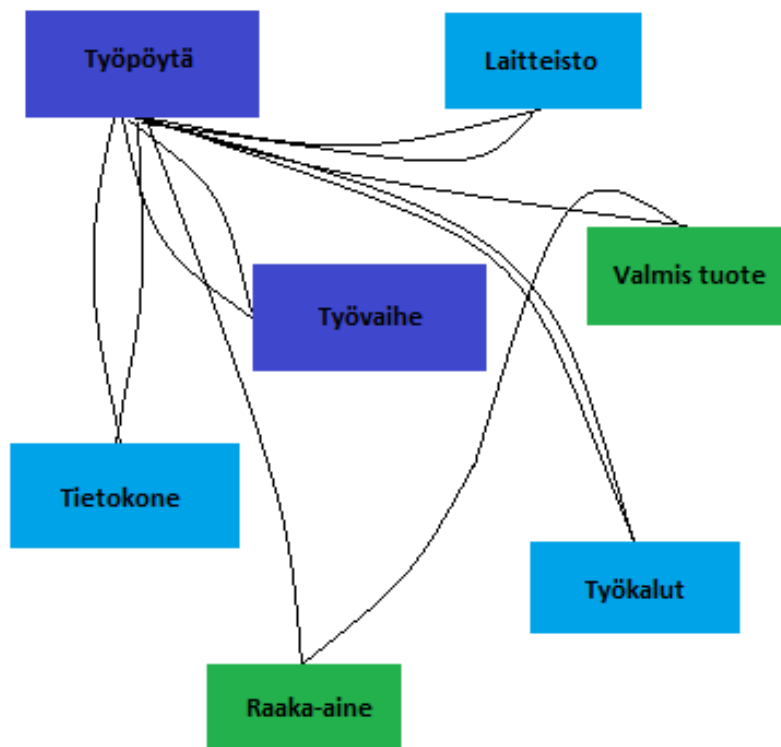 Työpöytä
Laitteisto
Valmis tuote
Työvaihe
Tietokone
Työkalut
Raaka-aine